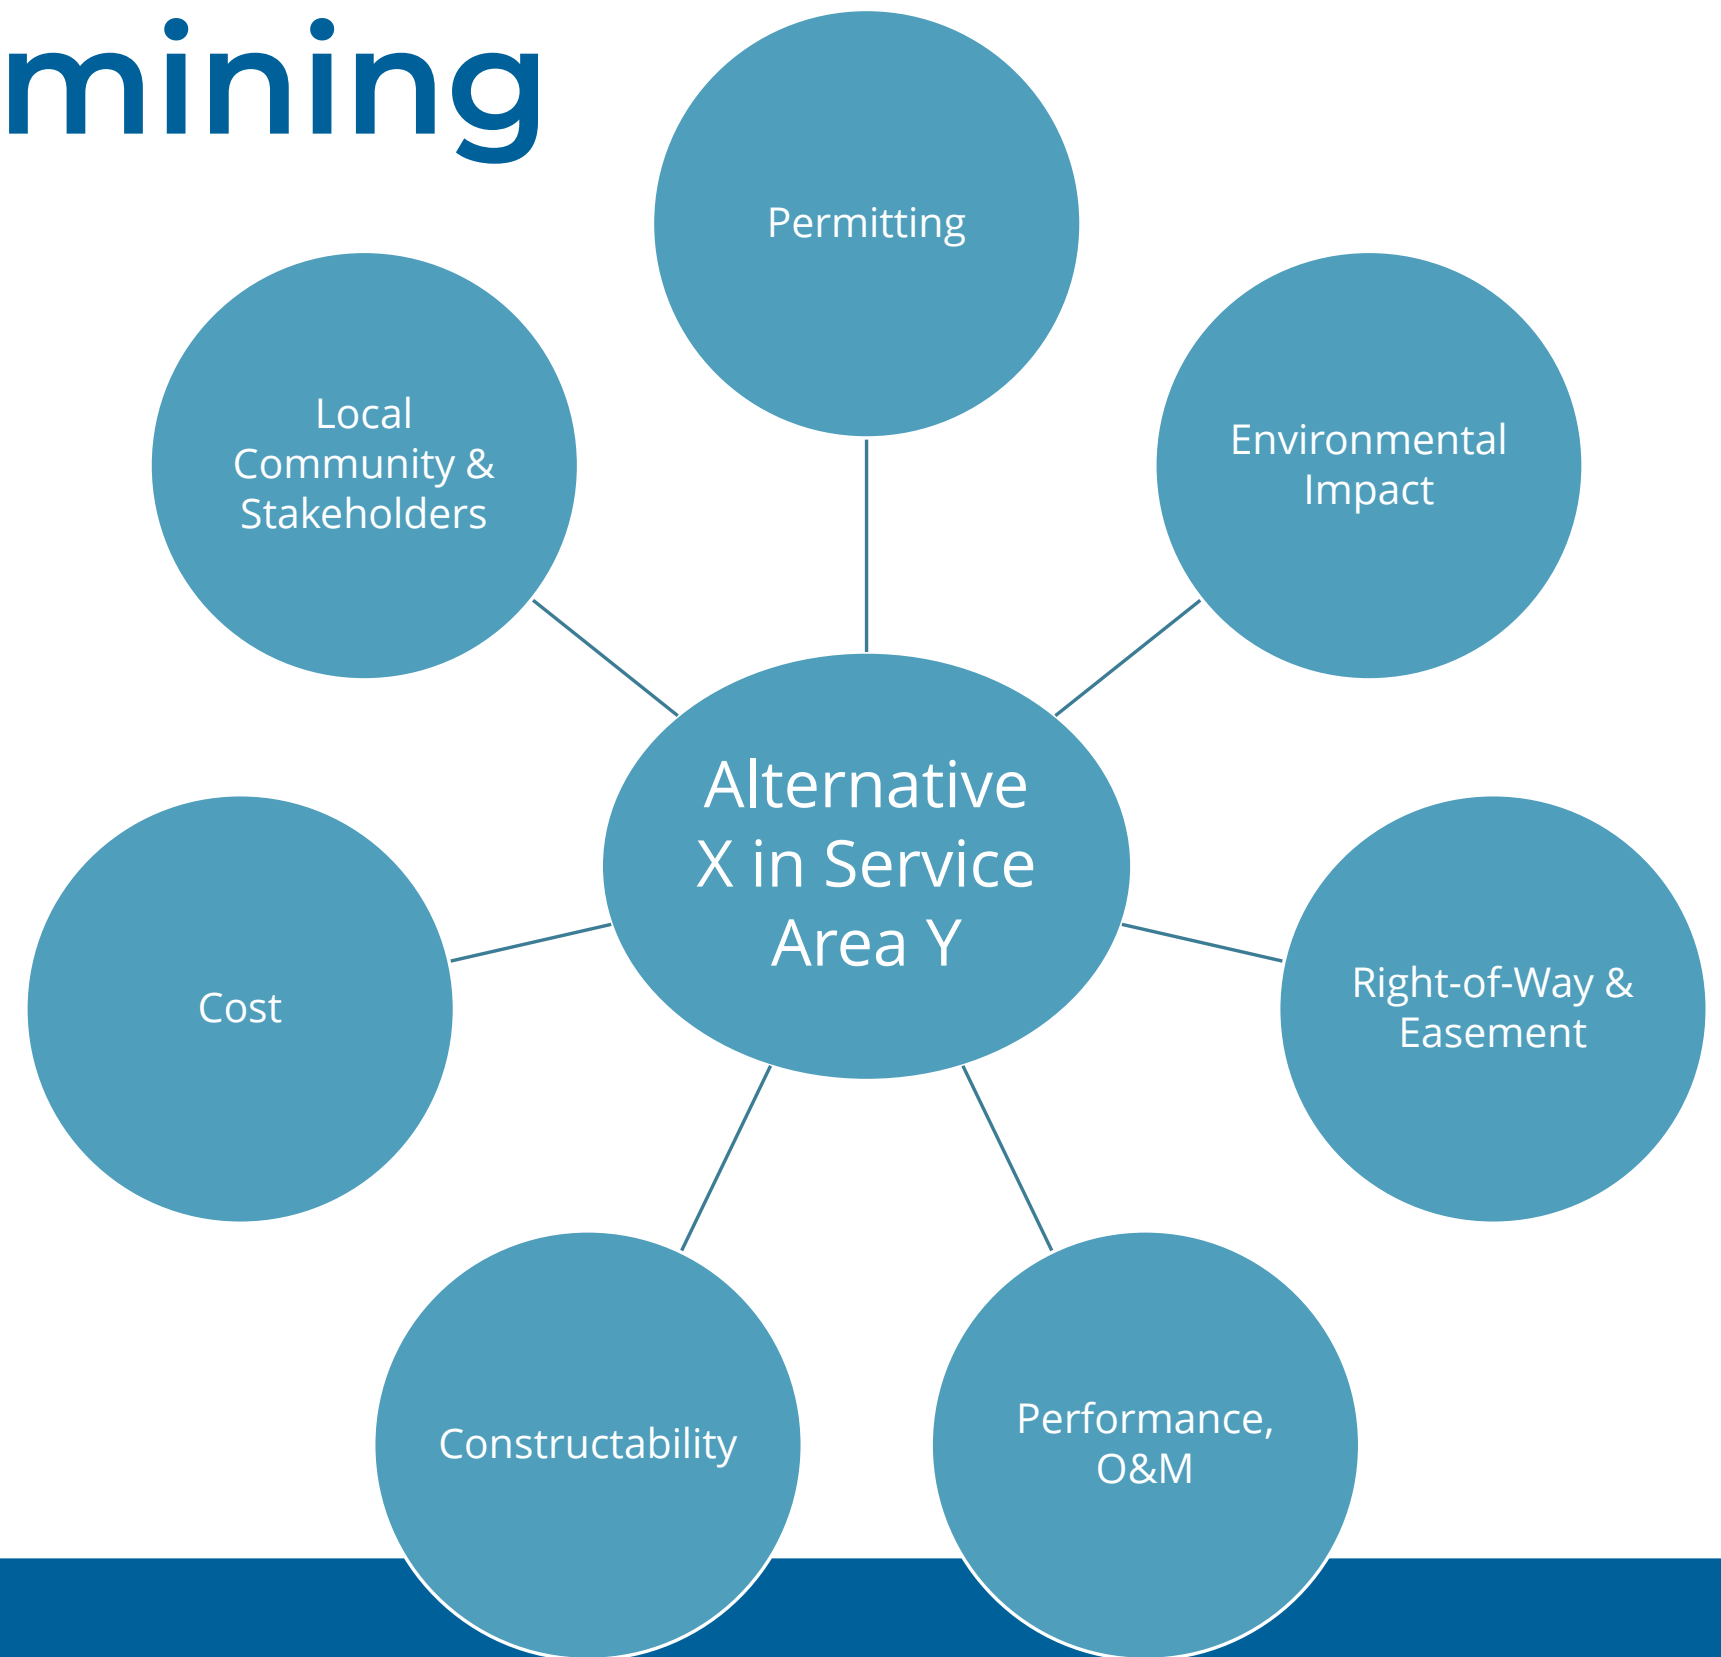 mining
Permitting
Local
Community &
Stakeholders
Environmental
Impact
Alternative
X in Service
Area Y
Cost
Right-of-Way &
Easement
Constructability
Performance,
O&M